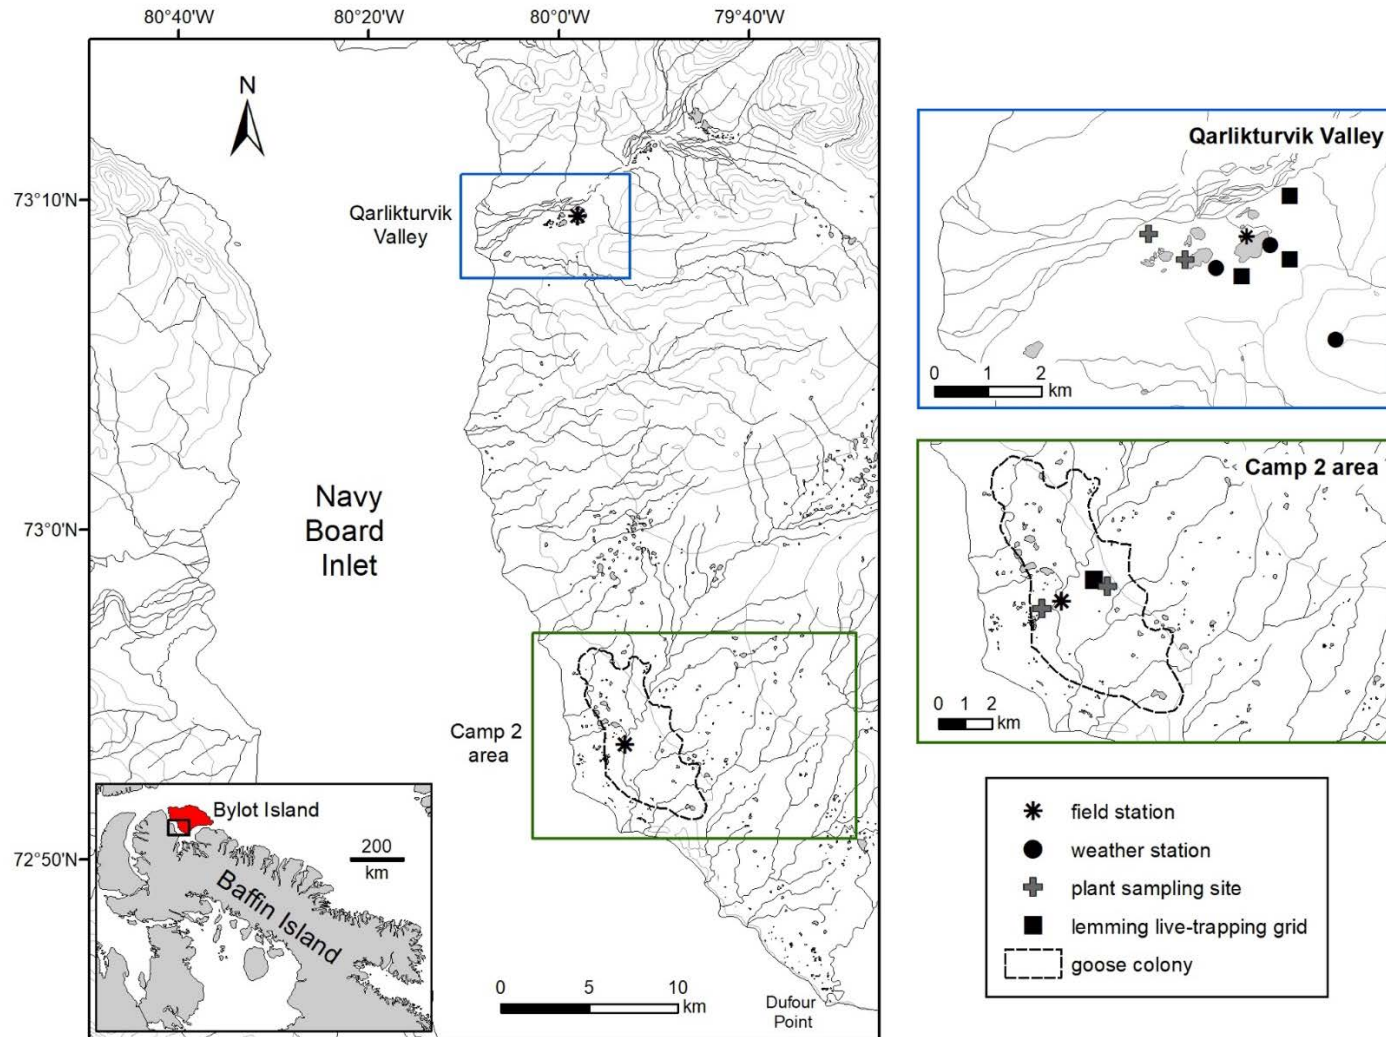 80°40'W
80°20'W
80°0'W
79°40'W
N
73°10'N
73°0'N
72°50'N
Qarlikturvik
Valley
Navy
Board
Inlet
Camp 2
area
Bylot Island
200
km
Baffin Island
0 5 10
km
Dufour
Point
Qarlikturvik Valley
0 1 2
km
Camp 2 area
0 1 2
km
field station
weather station
plant sampling site
lemming live-trapping grid
goose colony